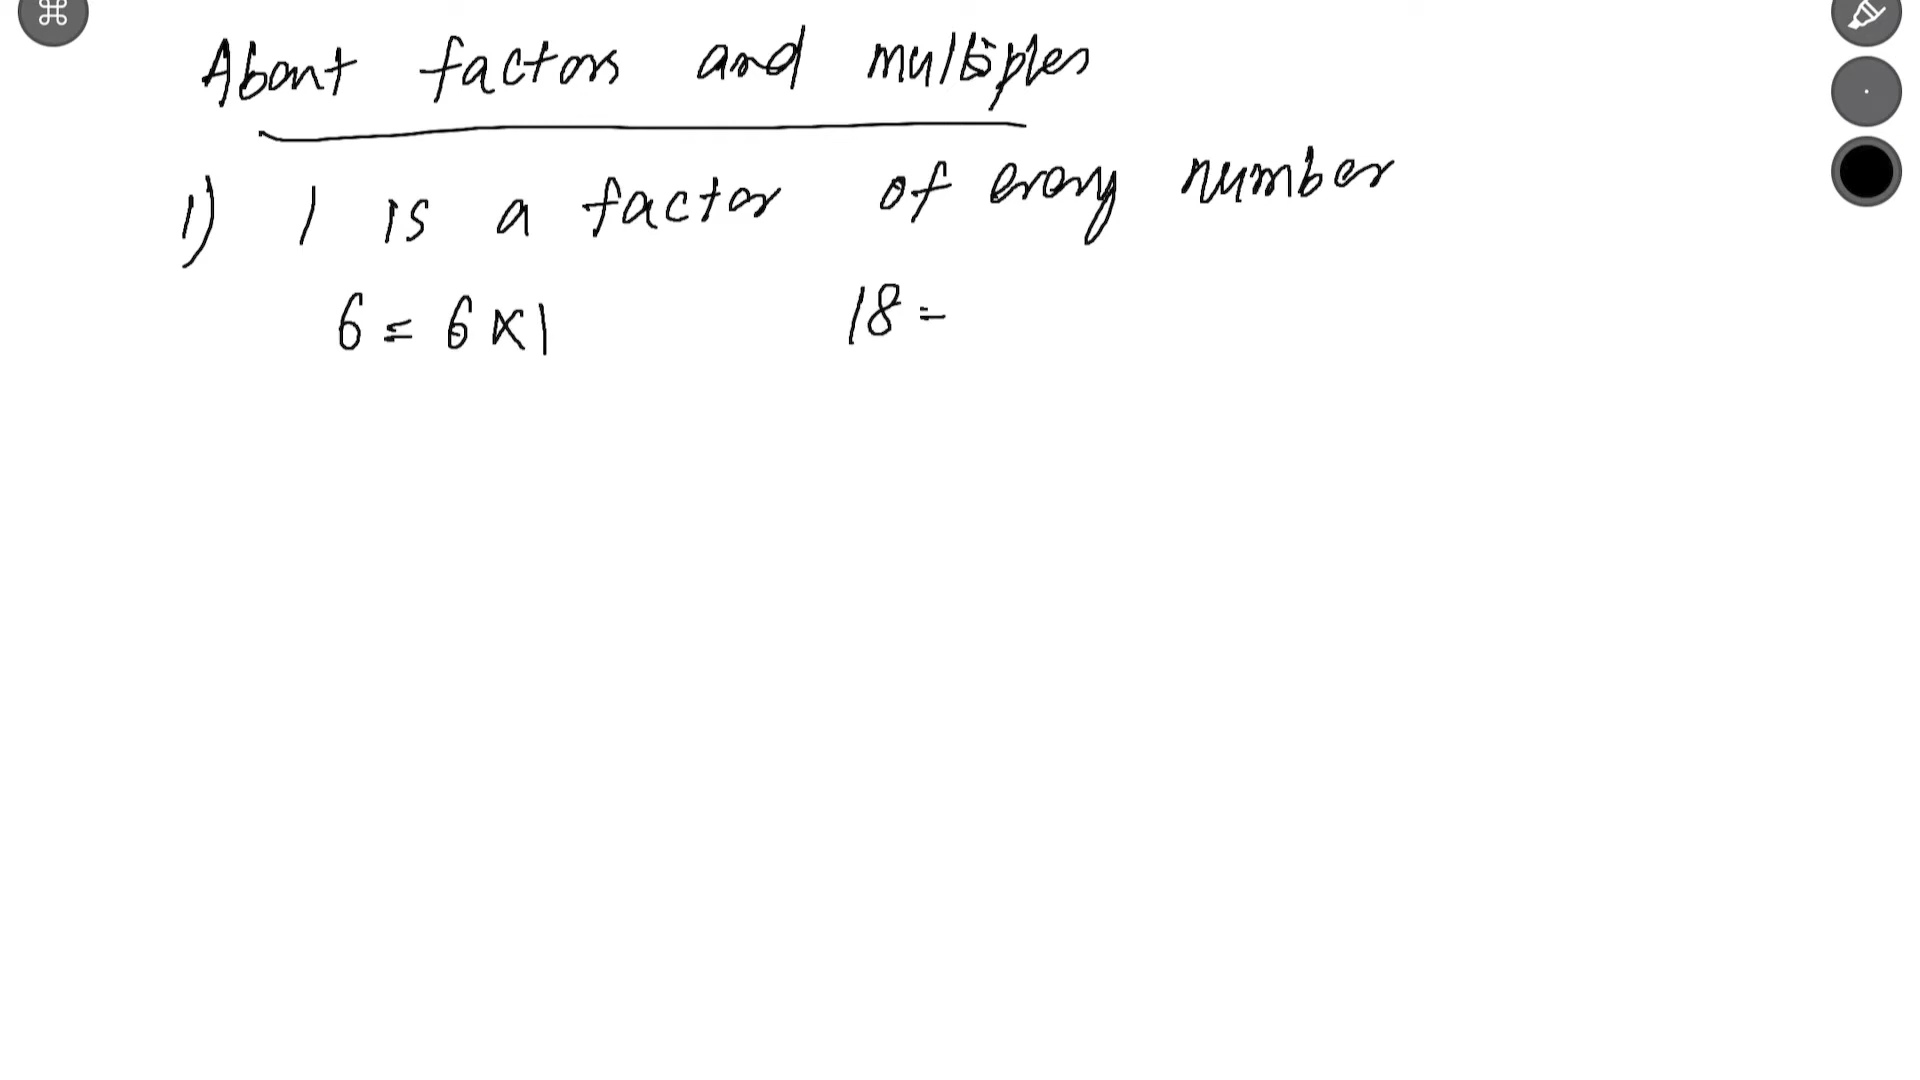 About factors and multiples
1) 1 is a factor of every number
6 = 6 × 1 18 =